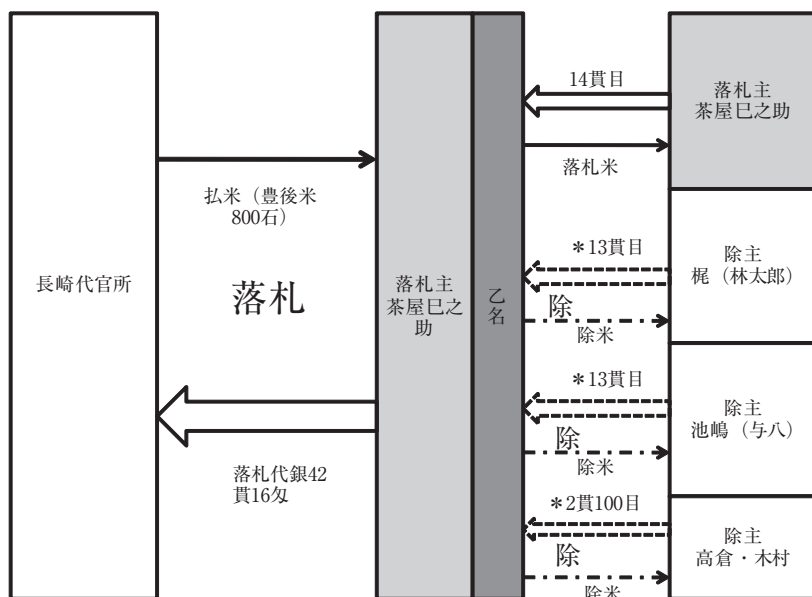 長崎代官所
払米（豊後米
800石）
落札
落札代銀42
貫16匁
落札主
茶屋巳之
助
乙名
14貫目
落札米
＊13貫目
除
除米
＊13貫目
除
除米
＊2貫100目
除
除米
落札主
茶屋巳之助
除主
梶（林太郎）
除主
池嶋（与八）
除主
高倉・木村